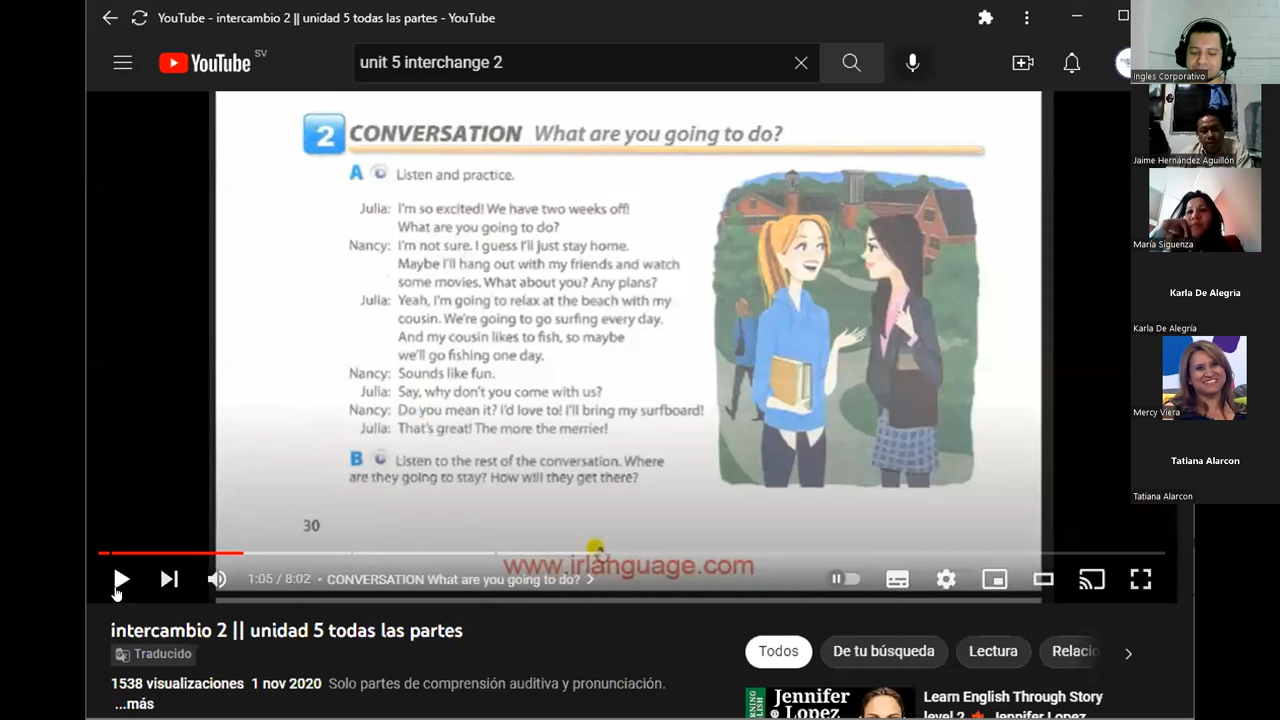 YouTube - intercambio 2 || unidad 5 todas las partes - YouTube
YouTube SV
unit 5 interchange 2
2 CONVERSATION What are you going to do?
A Listen and practice.
Julia: I'm so excited! We have two weeks off!
What are you going to do?
Nancy: I'm not sure. I guess I'll just stay home.
Maybe I'll hang out with my friends and watch
some movies. What about you? Any plans?
Julia: Yeah, I'm going to relax at the beach with my
cousin. We're going to go surfing every day.
And my cousin likes to fish, so maybe
we'll go fishing one day.
Nancy: Sounds like fun.
Julia: Say, why don't you come with us?
Nancy: Do you mean it? I'd love to! I'll bring my surfboard!
Julia: That's great! The more the merrier!
B Listen to the rest of the conversation. Where
are they going to stay? How will they get there?
30
www.irlanguage.com
1:05 / 8:02 • CONVERSATION What are you going to do?
intercambio 2 || unidad 5 todas las partes
Traducido
1538 visualizaciones 1 nov 2020 Solo partes de comprensión auditiva y pronunciación.
...más
Todos De tu búsqueda Lectura Relacio
Jennifer
Lopez
Learn English Through Story
level 2 Jennifer Lopez
Ingles Corporativo
Jaime Hernández Aguillón
María Siguenza
Karla De Alegria
Karla De Alegría
Mercy Viera
Tatiana Alarcon
Tatiana Alarcon